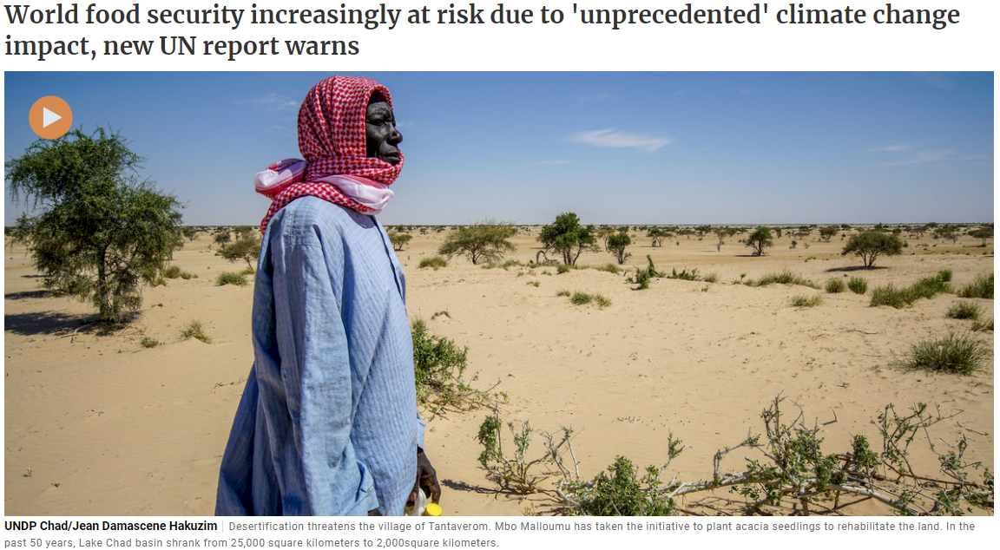 World food security increasingly at risk due to 'unprecedented' climate change
impact, new UN report warns
UNDP Chad/Jean Damascene Hakuzim | Desertification threatens the village of Tantaverom. Mbo Malloumu has taken the initiative to plant acacia seedlings to rehabilitate the land. In the
past 50 years, Lake Chad basin shrank from 25,000 square kilometers to 2,000square kilometers.